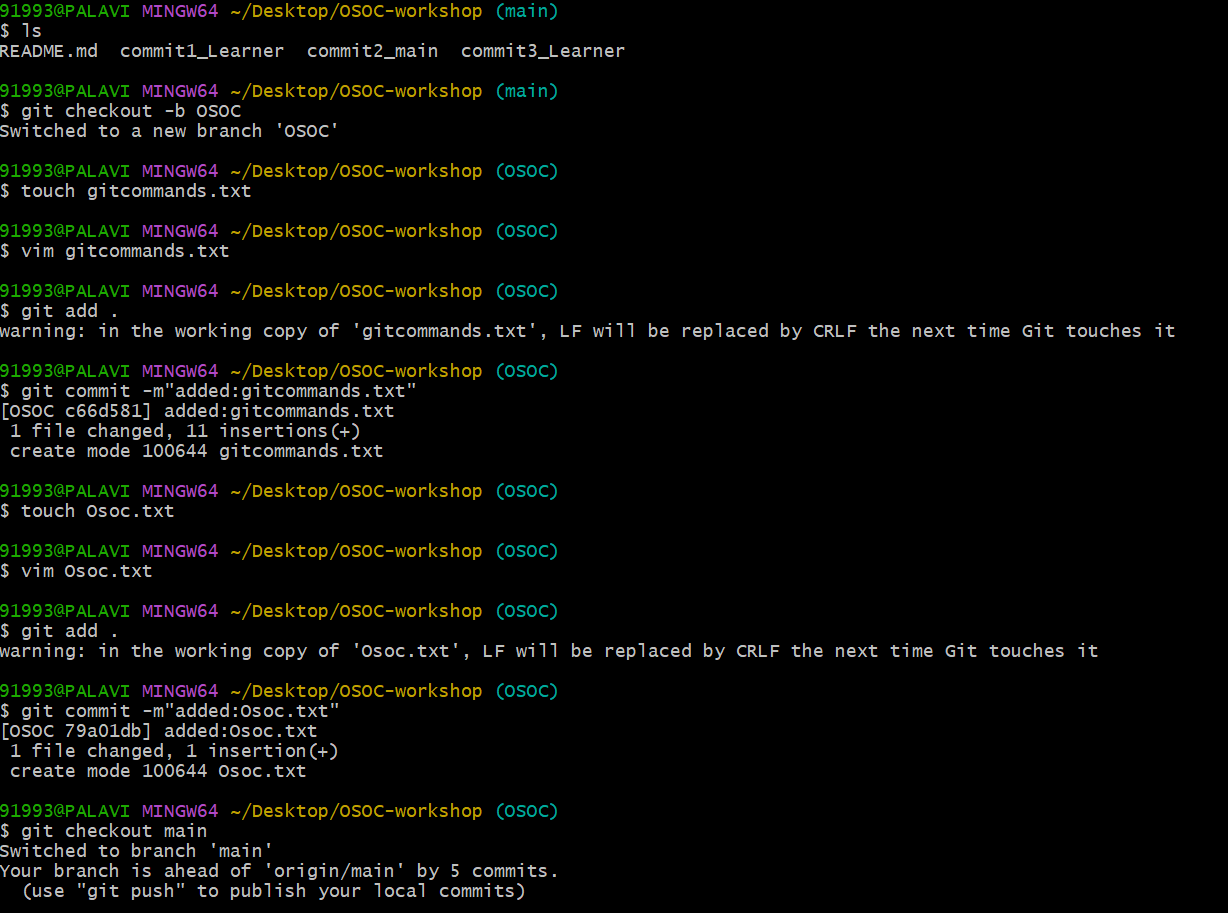 91993@PALAVI MINGW64 ~/Desktop/OSOC-workshop (main)
$ ls
README.md  commit1_Learner  commit2_main  commit3_Learner
91993@PALAVI MINGW64 ~/Desktop/OSOC-workshop (main)
$ git checkout -b OSOC
Switched to a new branch 'OSOC'
91993@PALAVI MINGW64 ~/Desktop/OSOC-workshop (OSOC)
$ touch gitcommands.txt
91993@PALAVI MINGW64 ~/Desktop/OSOC-workshop (OSOC)
$ vim gitcommands.txt
91993@PALAVI MINGW64 ~/Desktop/OSOC-workshop (OSOC)
$ git add .
warning: in the working copy of 'gitcommands.txt', LF will be replaced by CRLF the next time Git touches it
91993@PALAVI MINGW64 ~/Desktop/OSOC-workshop (OSOC)
$ git commit -m"added:gitcommands.txt"
[OSOC c66d581] added:gitcommands.txt
 1 file changed, 11 insertions(+)
 create mode 100644 gitcommands.txt
91993@PALAVI MINGW64 ~/Desktop/OSOC-workshop (OSOC)
$ touch Osoc.txt
91993@PALAVI MINGW64 ~/Desktop/OSOC-workshop (OSOC)
$ vim Osoc.txt
91993@PALAVI MINGW64 ~/Desktop/OSOC-workshop (OSOC)
$ git add .
warning: in the working copy of 'Osoc.txt', LF will be replaced by CRLF the next time Git touches it
91993@PALAVI MINGW64 ~/Desktop/OSOC-workshop (OSOC)
$ git commit -m"added:Osoc.txt"
[OSOC 79a01db] added:Osoc.txt
 1 file changed, 1 insertion(+)
 create mode 100644 Osoc.txt
91993@PALAVI MINGW64 ~/Desktop/OSOC-workshop (OSOC)
$ git checkout main
Switched to branch 'main'
Your branch is ahead of 'origin/main' by 5 commits.
  (use "git push" to publish your local commits)